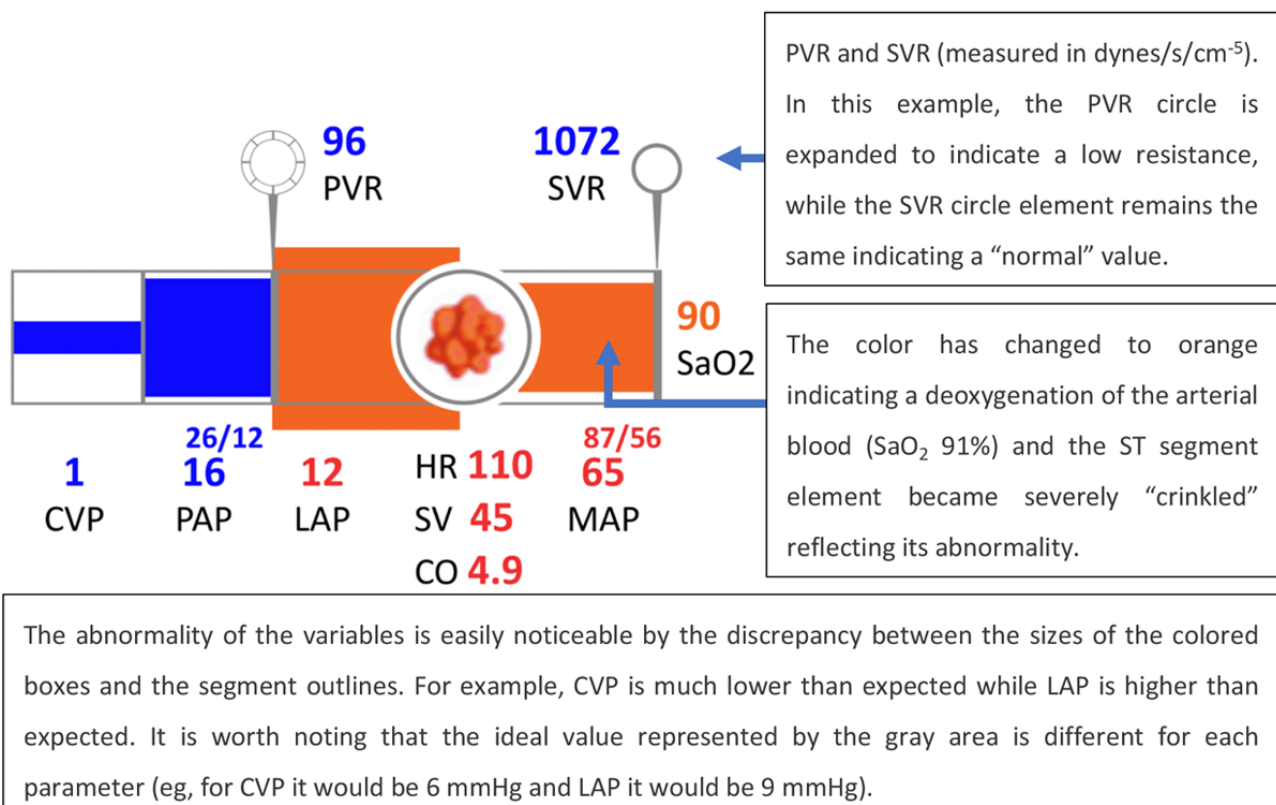 PVR and SVR (measured in dynes/s/cm⁻⁵).
In this example, the PVR circle is
expanded to indicate a low resistance,
while the SVR circle element remains the
same indicating a “normal” value.
96
PVR
1072
SVR
90
SaO2
The color has changed to orange
indicating a deoxygenation of the arterial
blood (SaO₂ 91%) and the ST segment
element became severely “crinkled”
reflecting its abnormality.
1
CVP
26/12
16
PAP
12
LAP
HR 110
SV 45
CO 4.9
87/56
65
MAP
The abnormality of the variables is easily noticeable by the discrepancy between the sizes of the colored
boxes and the segment outlines. For example, CVP is much lower than expected while LAP is higher than
expected. It is worth noting that the ideal value represented by the gray area is different for each
parameter (eg, for CVP it would be 6 mmHg and LAP it would be 9 mmHg).